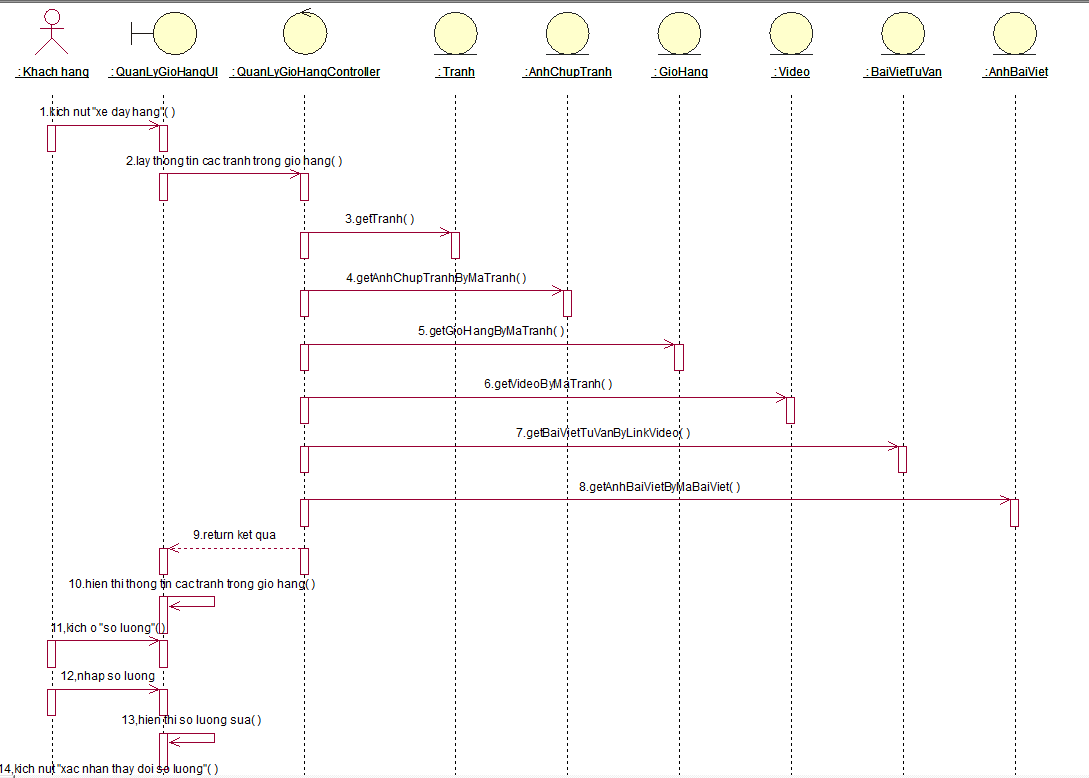 : Khach hang
: QuanLyGioHangUI
: QuanLyGioHangController
: Tranh
: AnhChupTranh
: GioHang
: Video
: BaiVietTuVan
: AnhBaiViet
1.kich nut "xe day hang"( )
2.lay thong tin cac tranh trong gio hang( )
3.getTranh( )
4.getAnhChupTranhByMaTranh( )
5.getGioHangByMaTranh( )
6.getVideoByMaTranh( )
7.getBaiVietTuVanByLinkVideo( )
8.getAnhBaiVietByMaBaiViet( )
9.return ket qua
10.hien thi thong tin cac tranh trong gio hang( )
11,kich o "so luong"( )
12,nhap so luong
13,hien thi so luong sua( )
14,kich nut "xac nhan thay doi so luong"( )